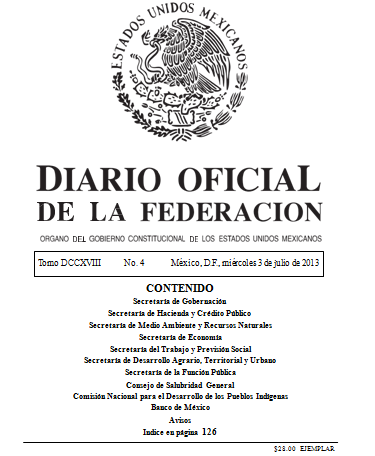 ESTADOS UNIDOS MEXICANOS
DIARIO OFICIAL
DE LA FEDERACION
ORGANO DEL GOBIERNO CONSTITUCIONAL DE LOS ESTADOS UNIDOS MEXICANOS
Tomo DCCXVIII No. 4 México, D.F., miércoles 3 de julio de 2013
CONTENIDO
Secretaría de Gobernación
Secretaría de Hacienda y Crédito Público
Secretaría de Medio Ambiente y Recursos Naturales
Secretaría de Economía
Secretaría del Trabajo y Previsión Social
Secretaría de Desarrollo Agrario, Territorial y Urbano
Secretaría de la Función Pública
Consejo de Salubridad General
Comisión Nacional para el Desarrollo de los Pueblos Indígenas
Banco de México
Avisos
Indice en página 126
$28.00 EJEMPLAR